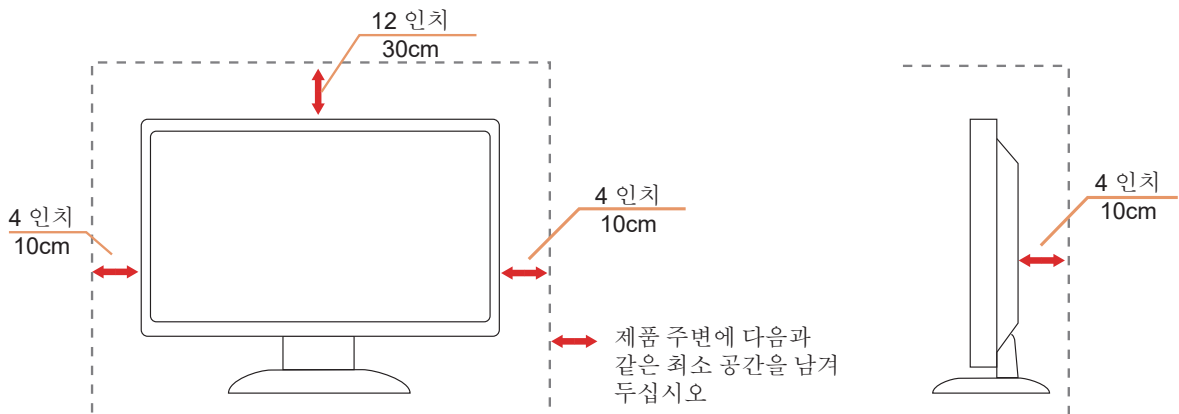 12 인치
30cm
4 인치
10cm
4 인치
10cm
제품 주변에 다음과
같은 최소 공간을 남겨
두십시오
4 인치
10cm